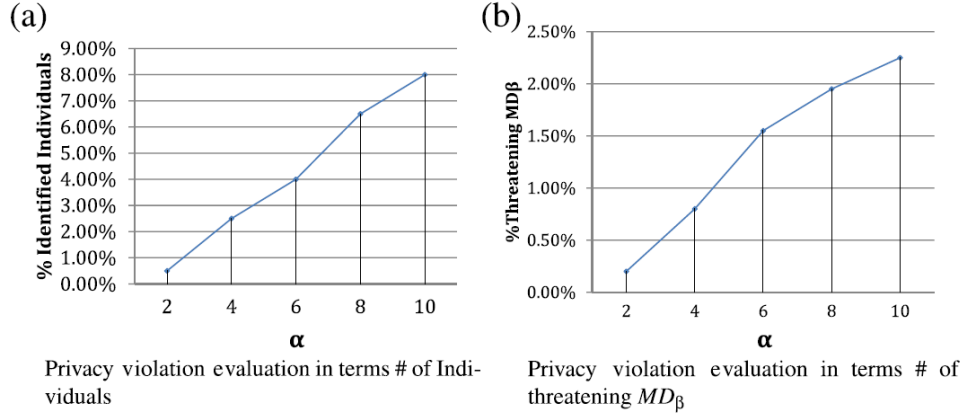 (a)
% Identified Individuals
9.00%
8.00%
7.00%
6.00%
5.00%
4.00%
3.00%
2.00%
1.00%
0.00%
2 4 6 8 10
α
Privacy violation evaluation in terms # of Indi-
viduals
(b)
%Threatening MDβ
2.50%
2.00%
1.50%
1.00%
0.50%
0.00%
2 4 6 8 10
α
Privacy violation evaluation in terms # of
threatening MDβ